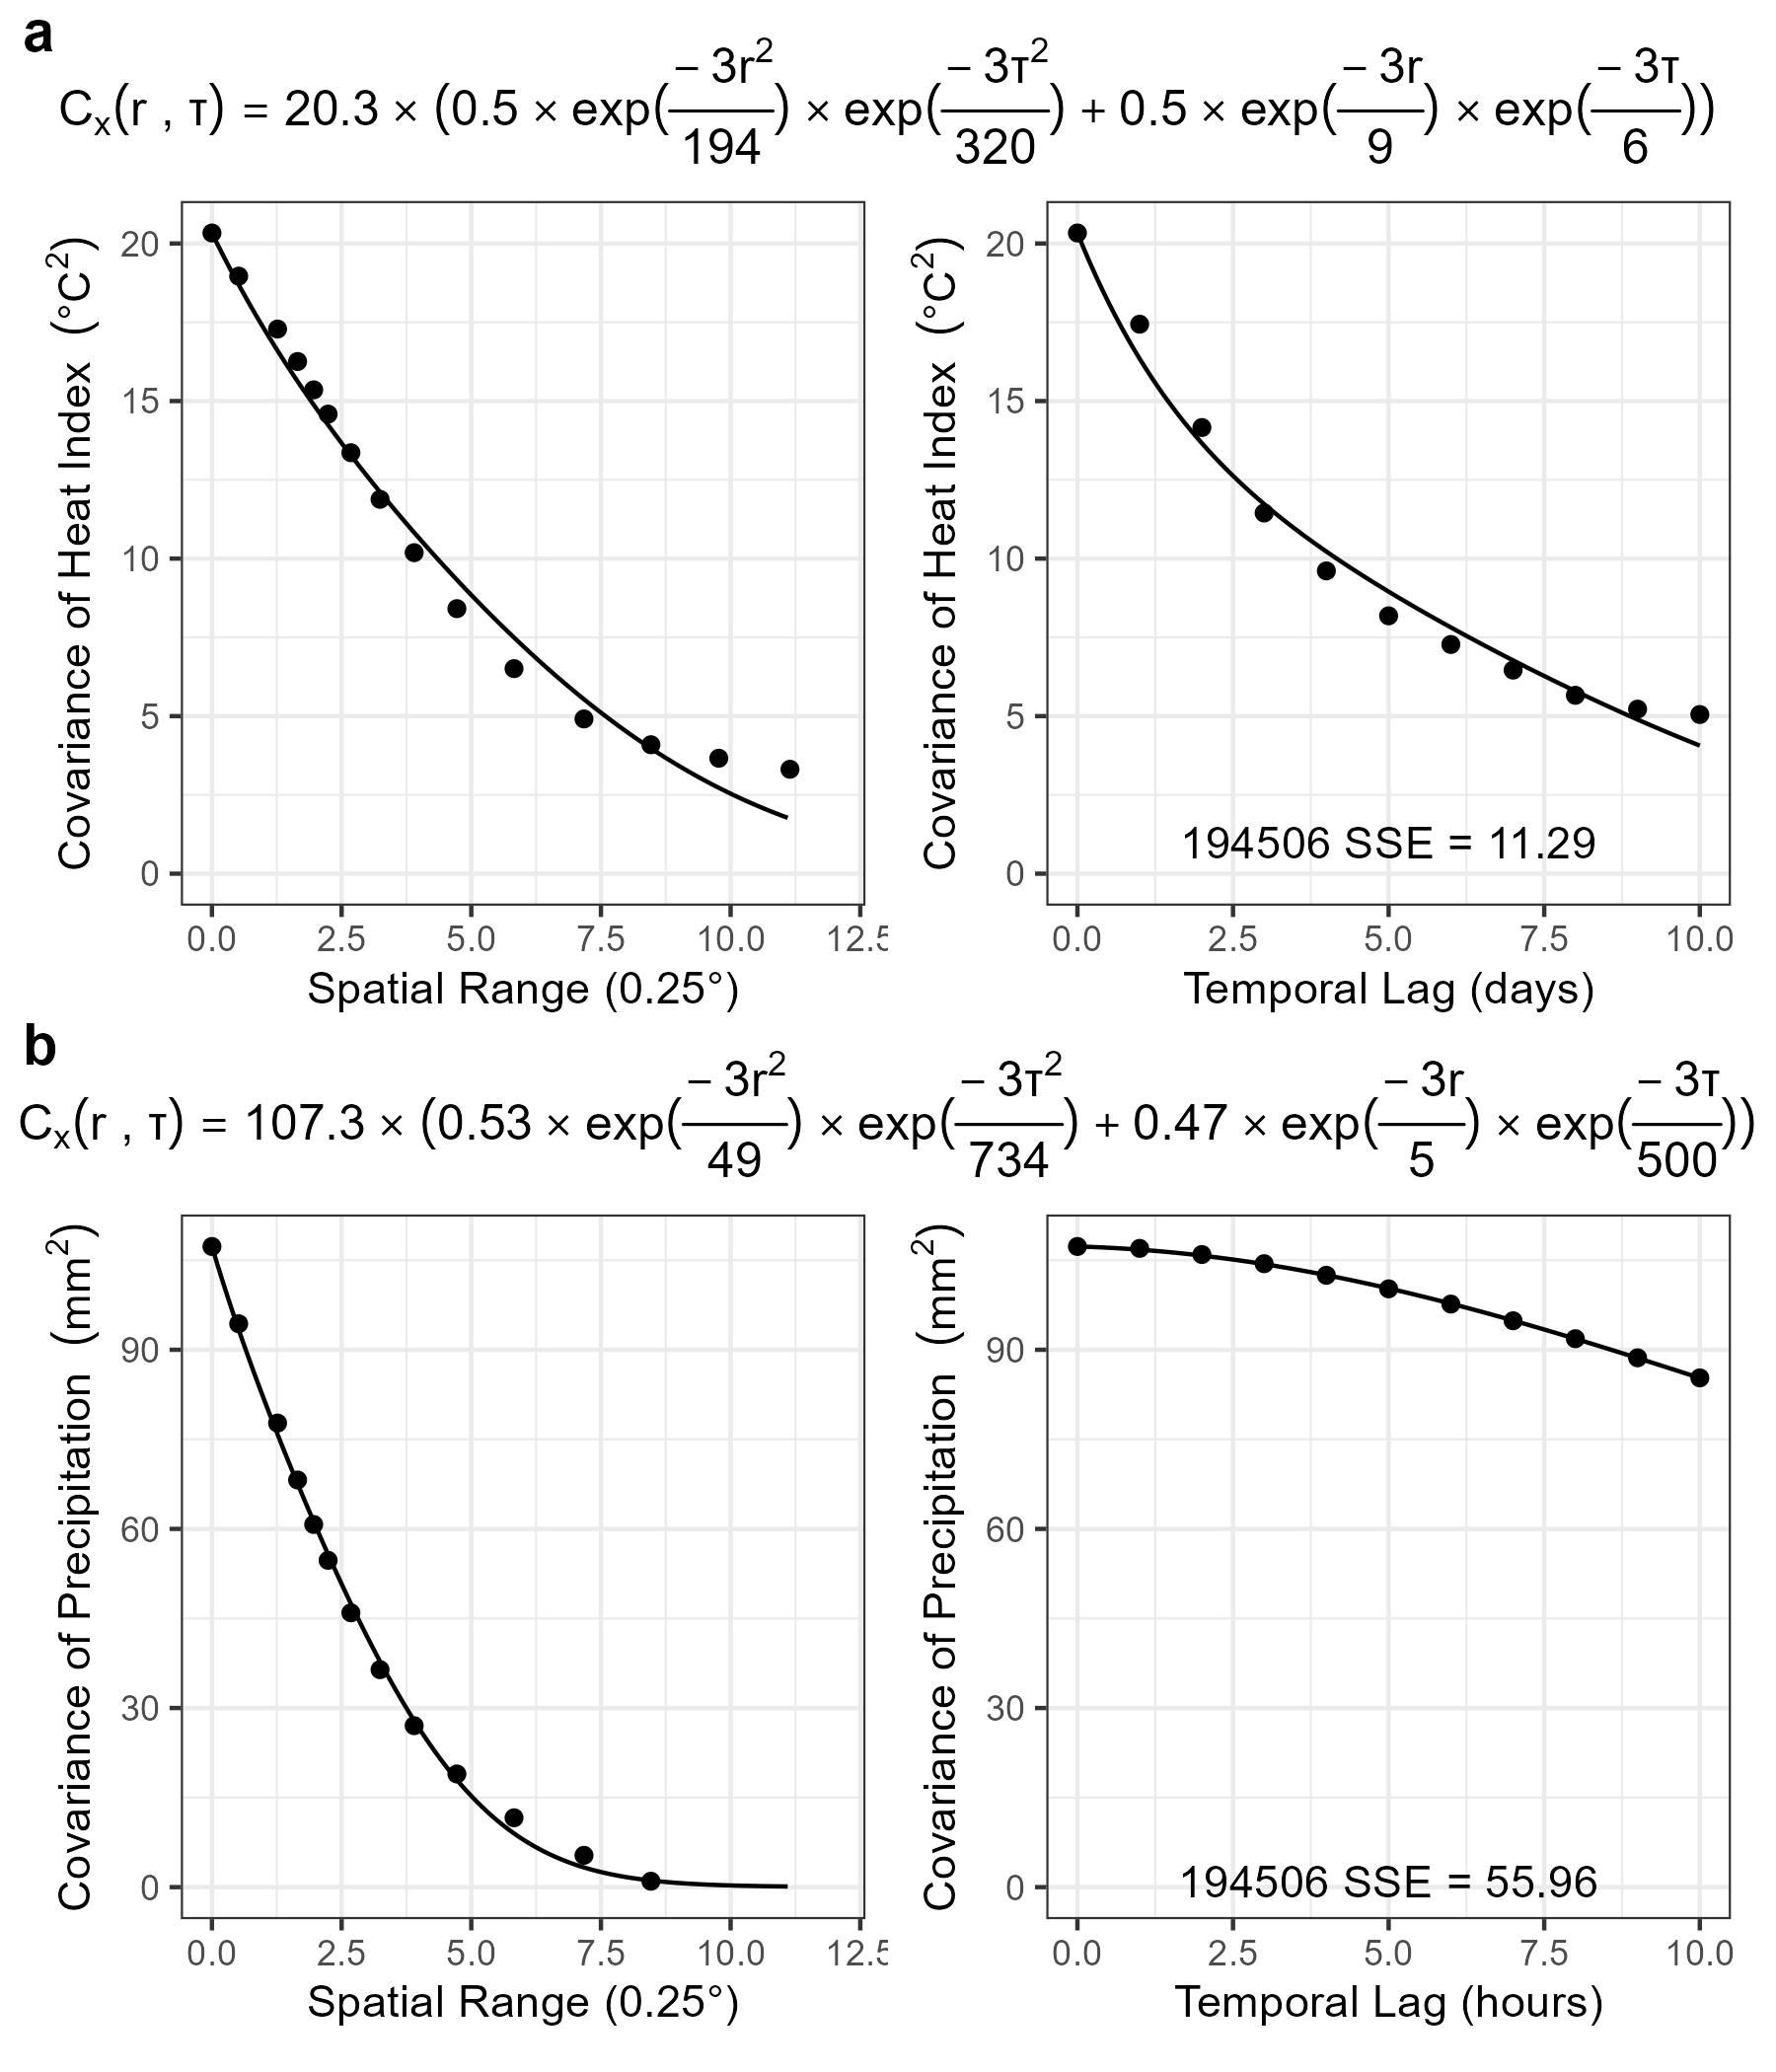 a
Cₓ(r , τ) = 20.3 × (0.5 × exp(− 3r²/194) × exp(− 3τ²/320) + 0.5 × exp(− 3r/9) × exp(− 3τ/6))
Covariance of Heat Index (°C²)
20
15
10
5
0
0.0 2.5 5.0 7.5 10.0 12.5
Spatial Range (0.25°)
Covariance of Heat Index (°C²)
20
15
10
5
0
194506 SSE = 11.29
0.0 2.5 5.0 7.5 10.0
Temporal Lag (days)
b
Cₓ(r , τ) = 107.3 × (0.53 × exp(− 3r²/49) × exp(− 3τ²/734) + 0.47 × exp(− 3r/5) × exp(− 3τ/500))
Covariance of Precipitation (mm²)
90
60
30
0
0.0 2.5 5.0 7.5 10.0 12.5
Spatial Range (0.25°)
Covariance of Precipitation (mm²)
90
60
30
0
194506 SSE = 55.96
0.0 2.5 5.0 7.5 10.0
Temporal Lag (hours)